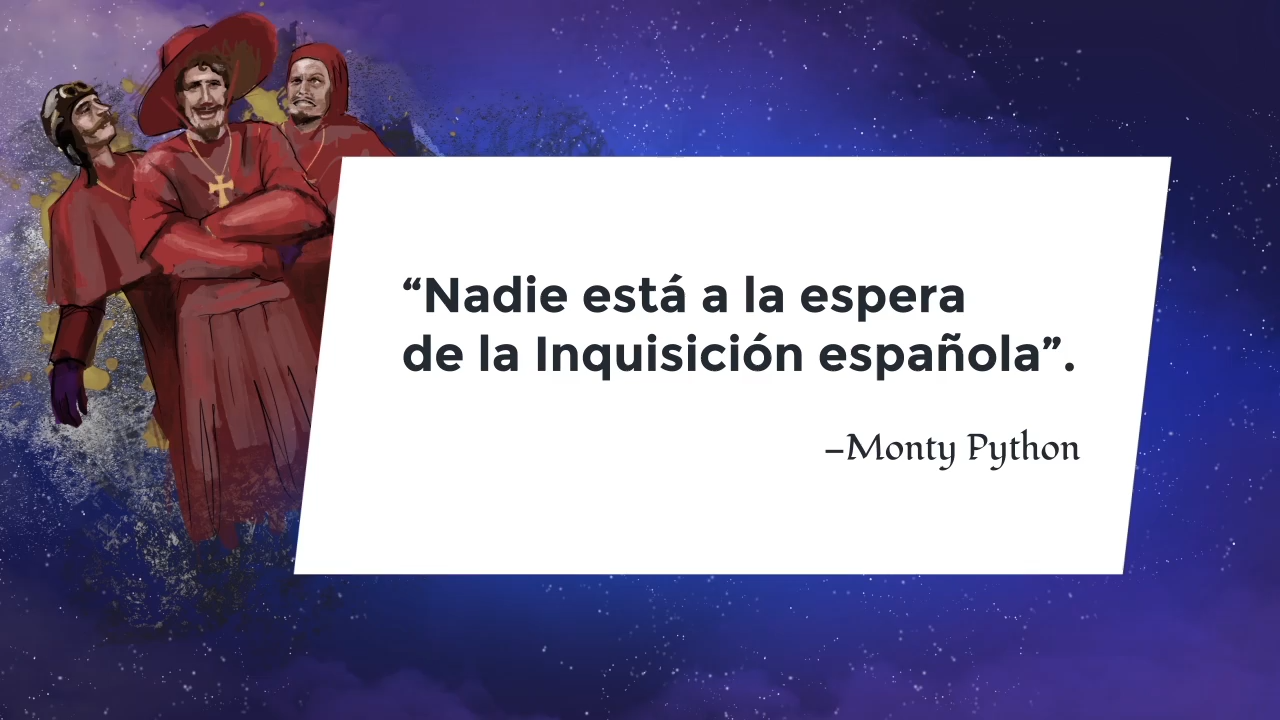 “Nadie está a la espera
de la Inquisición española”.
–Monty Python